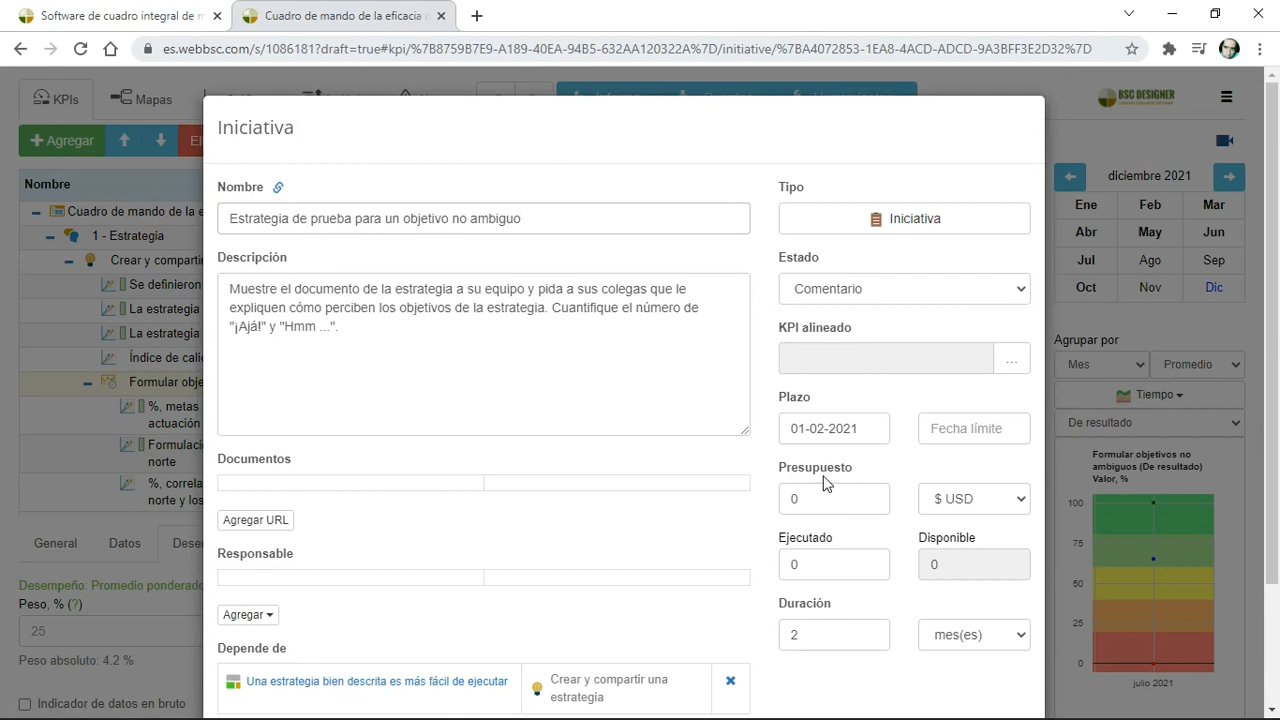 Software de cuadro integral de m
Cuadro de mando de la eficacia
es.webbsc.com/s/1086181?draft=true#kpi/%7B8759B7E9-A189-40EA-94B5-632AA120322A%7D/initiative/%7BA4072853-1EA8-4ACD-ADCD-9A3BFF3E2D32%7D
KPIs
Mapas
BSC DESIGNER
Agregar
El
Nombre
Cuadro de mando de la e
1 - Estrategia
Crear y compartir
Se definieron
La estrategia
La estrategia
Índice de cali
Formular obje
%, metas
actuación
Formulació
norte
%, correla
norte y los
General
Datos
Dese
Desempeño: Promedio ponderado
Peso, % (?)
25
Peso absoluto: 4.2 %
Indicador de datos en bruto
Iniciativa
Nombre
Estrategia de prueba para un objetivo no ambiguo
Descripción
Muestre el documento de la estrategia a su equipo y pida a sus colegas que le
expliquen cómo perciben los objetivos de la estrategia. Cuantifique el número de
"¡Ajá!" y "Hmm ...".
Documentos
Agregar URL
Responsable
Agregar
Depende de
Una estrategia bien descrita es más fácil de ejecutar
Crear y compartir una
estrategia
Tipo
Iniciativa
Estado
Comentario
KPI alineado
...
Plazo
01-02-2021
Fecha límite
Presupuesto
0
$ USD
Ejecutado
Disponible
0
0
Duración
2
mes(es)
diciembre 2021
Ene Feb Mar
Abr May Jun
Jul Ago Sep
Oct Nov Dic
Agrupar por
Mes
Promedio
Tiempo
De resultado
Formular objetivos no
ambiguos (De resultado)
Valor, %
100
75
50
25
0
julio 2021